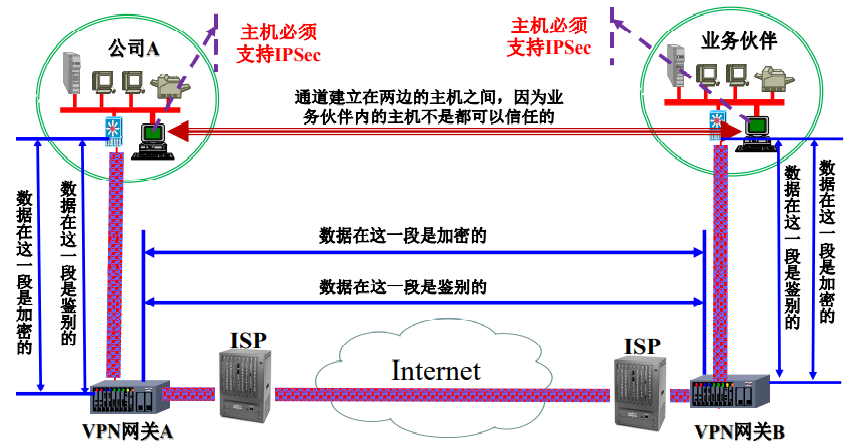 公司A
主机必须
支持IPSec
主机必须
支持IPSec
业务伙伴
通道建立在两边的主机之间，因为业
务伙伴内的主机不是都可以信任的
数据在这一段是加密的
数据在这一段是鉴别的
数据在这一段是加密的
数据在这一段是鉴别的
数据在这一段是鉴别的
数据在这一段是加密的
ISP
Internet
ISP
VPN网关A
VPN网关B